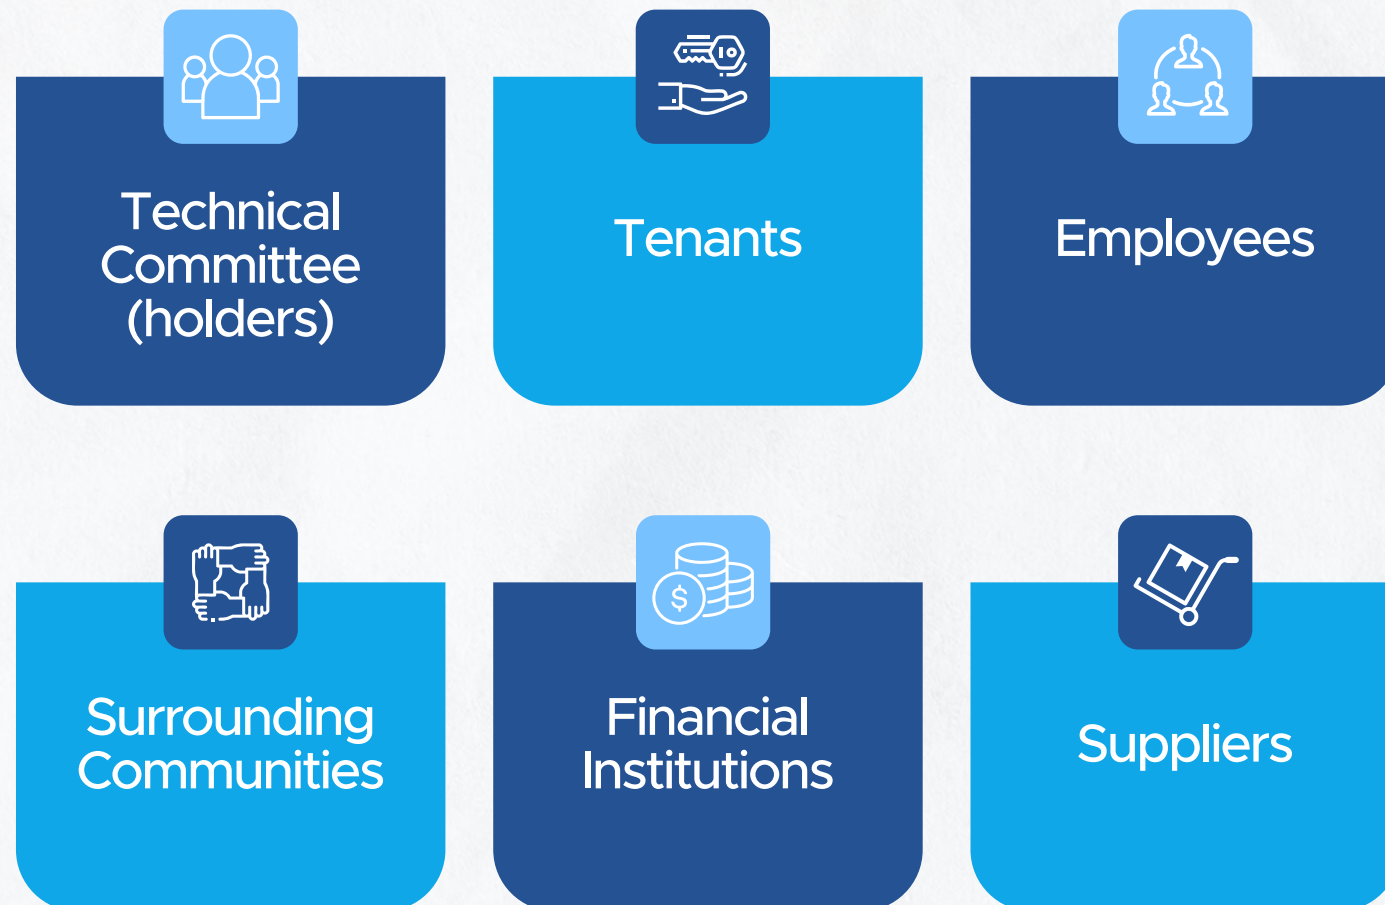 Technical
Committee
(holders)
Tenants
Employees
Surrounding
Communities
Financial
Institutions
$
Suppliers